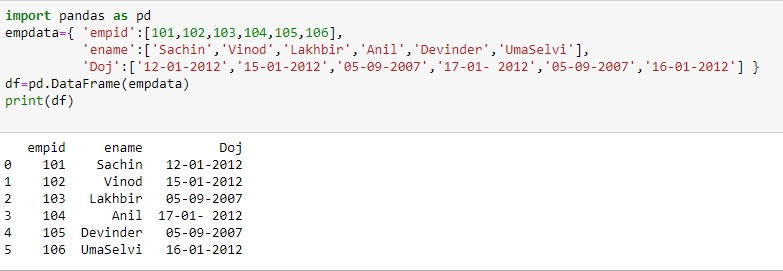 import pandas as pd
empdata={ 'empid':[101,102,103,104,105,106],
'ename':['Sachin','Vinod','Lakhbir','Anil','Devinder','UmaSelvi'],
'Doj':['12-01-2012','15-01-2012','05-09-2007','17-01- 2012','05-09-2007','16-01-2012'] }
df=pd.DataFrame(empdata)
print(df)
empid ename Doj
0 101 Sachin 12-01-2012
1 102 Vinod 15-01-2012
2 103 Lakhbir 05-09-2007
3 104 Anil 17-01- 2012
4 105 Devinder 05-09-2007
5 106 UmaSelvi 16-01-2012